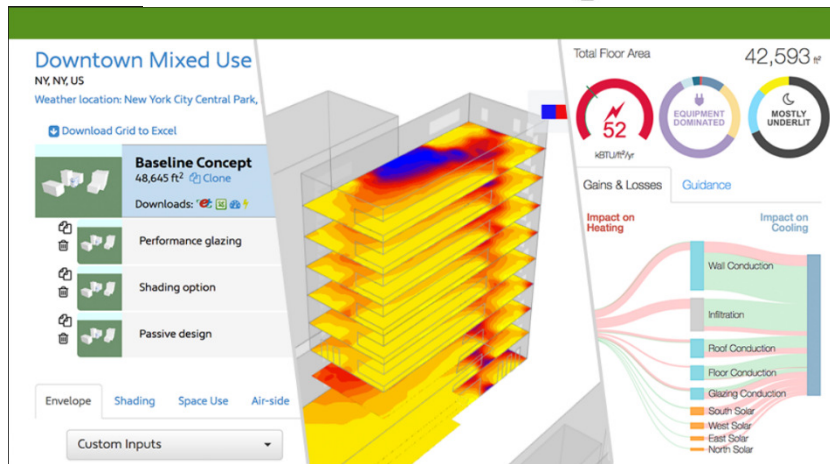 Downtown Mixed Use
NY, NY, US
Weather location: New York City Central Park,
Download Grid to Excel
Baseline Concept
48,645 ft² Clone
Downloads:
Performance glazing
Shading option
Passive design
Envelope Shading Space Use Air-side
Custom Inputs
Total Floor Area 42,593 ft²
52
kBTU/ft²/yr
EQUIPMENT
DOMINATED
MOSTLY
UNDERLIT
Gains & Losses Guidance
Impact on
Heating
Impact on
Cooling
Wall Conduction
Infiltration
Roof Conduction
Floor Conduction
Glazing Conduction
South Solar
West Solar
East Solar
North Solar